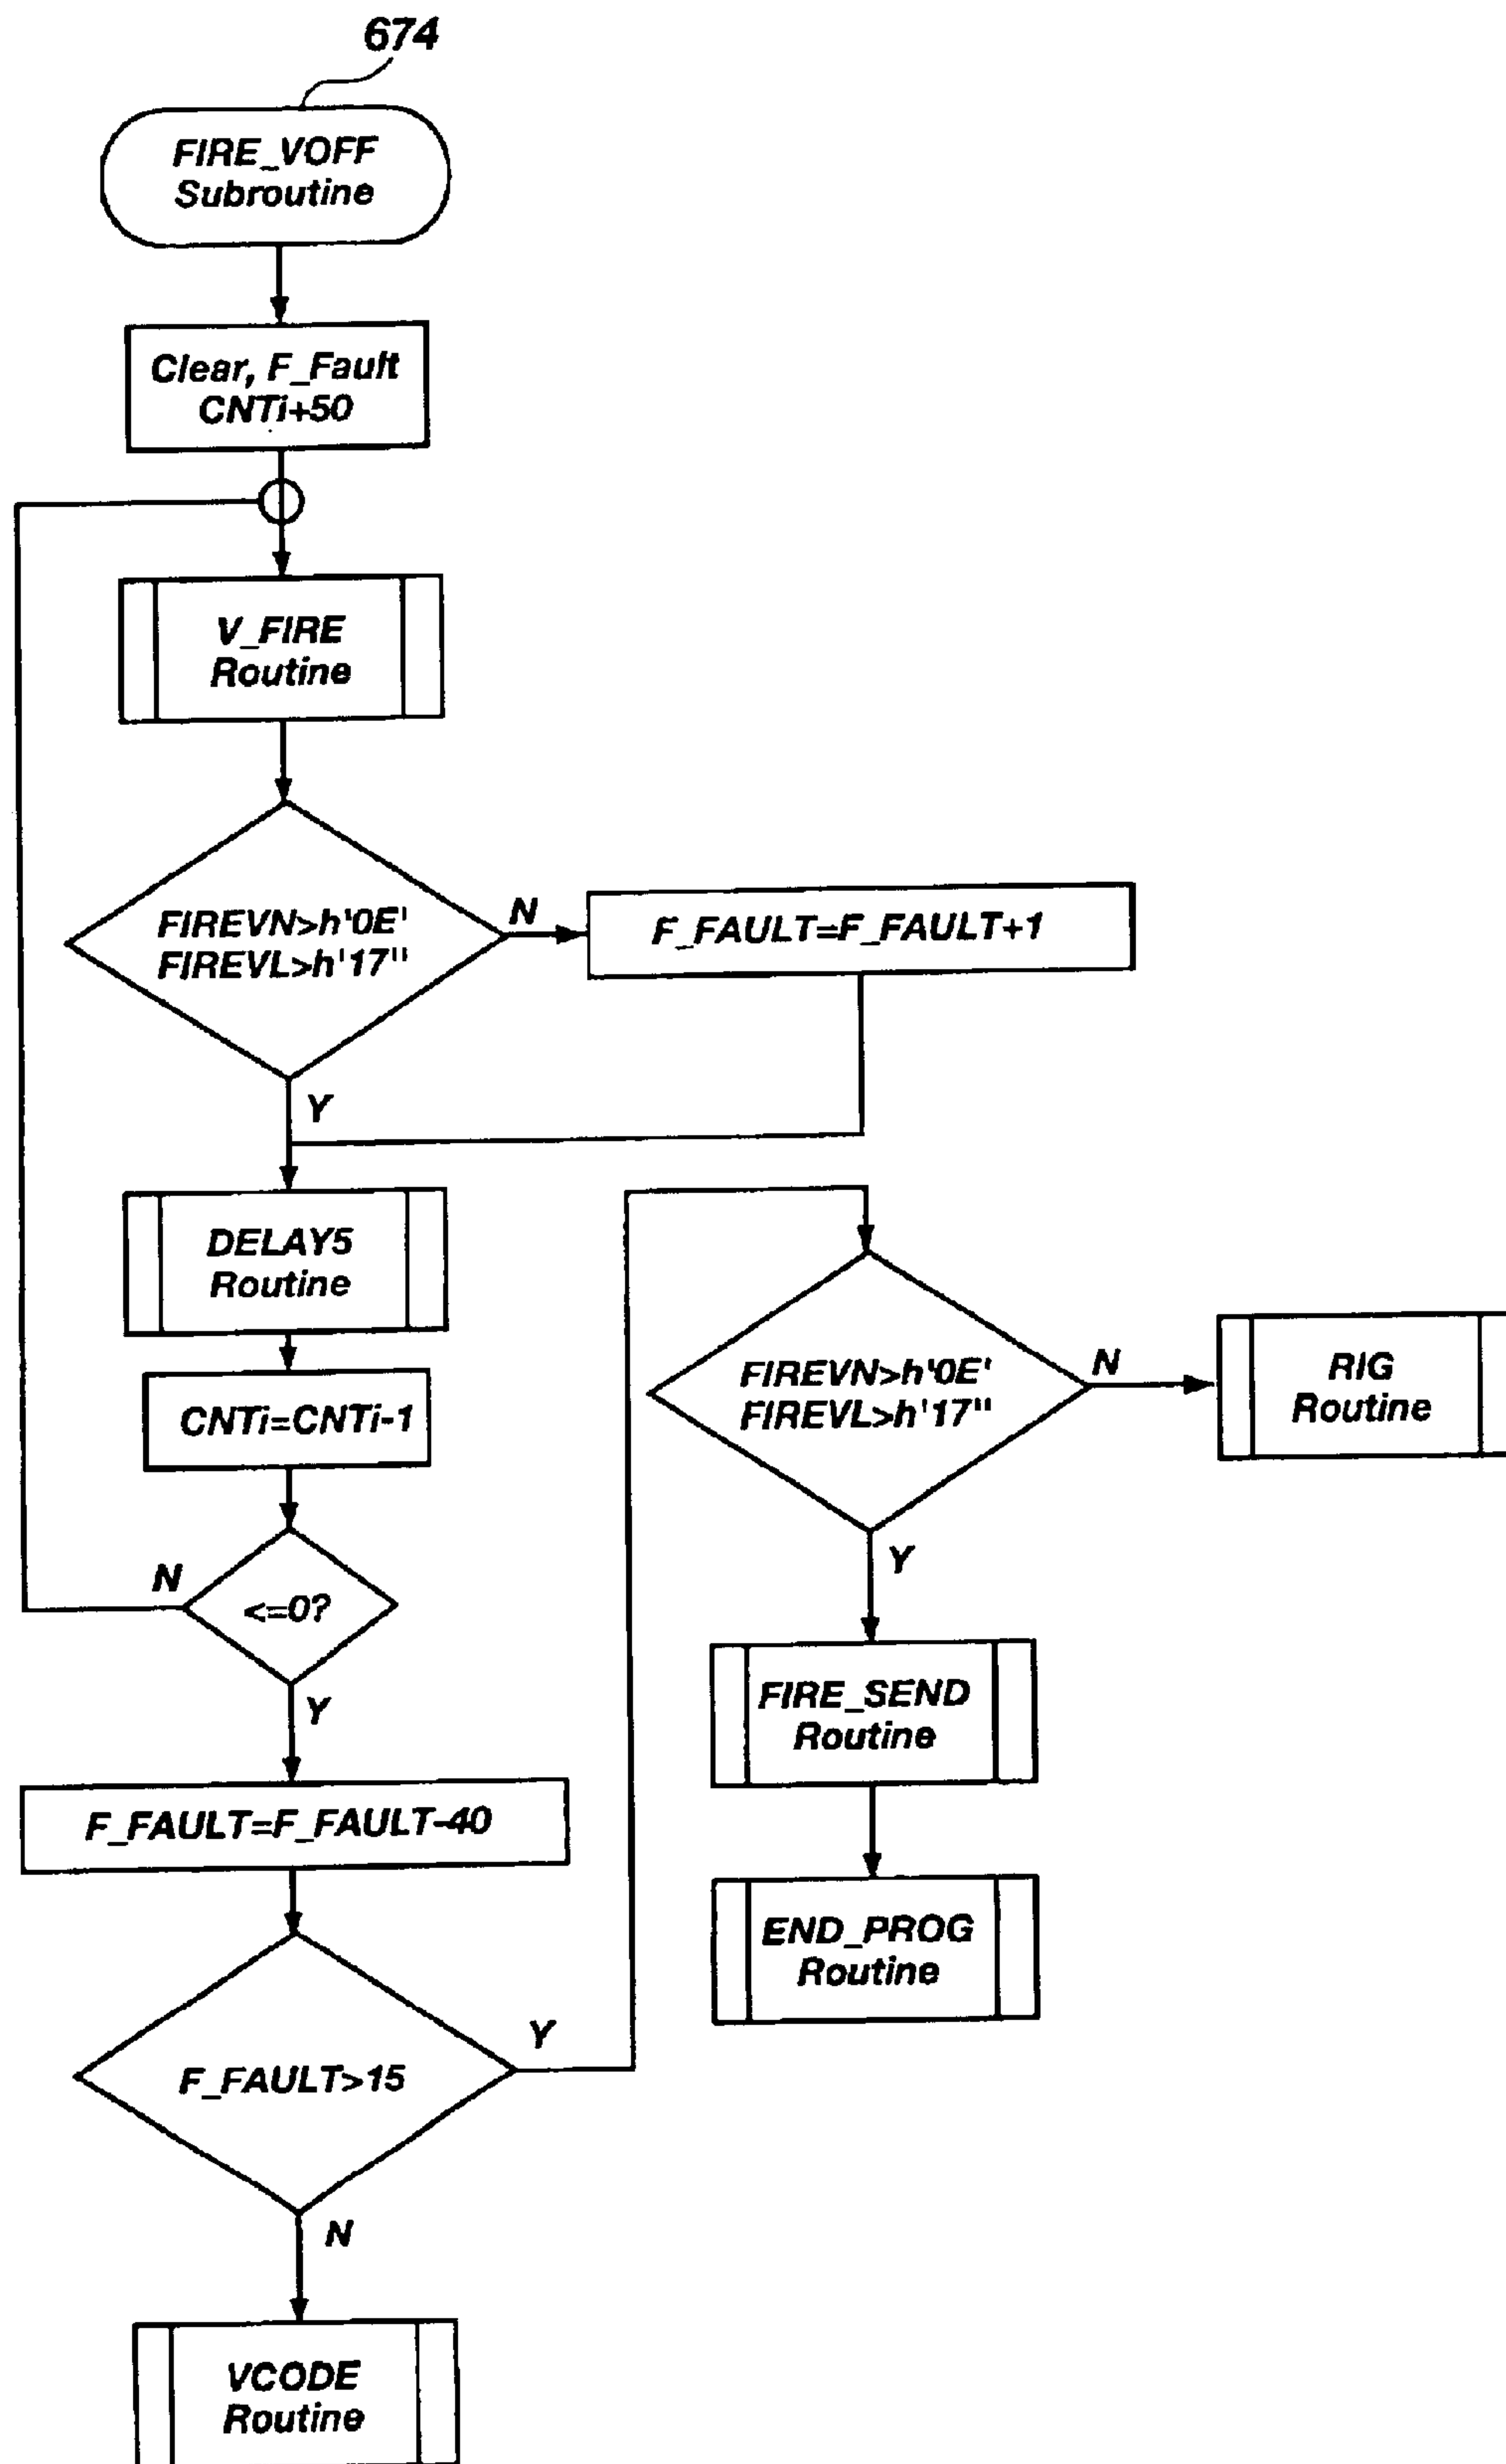 674
FIRE_VOFF
Subroutine
Clear, F_Fault
CNTi+50
V_FIRE
Routine
FIREVN>h'0E'
FIREVL>h'17"
N
F_FAULT=F_FAULT+1
Y
DELAY5
Routine
CNTi=CNTi-1
N
<=0?
Y
F_FAULT=F_FAULT-40
F_FAULT>15
Y
N
VCODE
Routine
FIREVN>h'0E'
FIREVL>h'17"
N
RIG
Routine
Y
FIRE_SEND
Routine
END_PROG
Routine